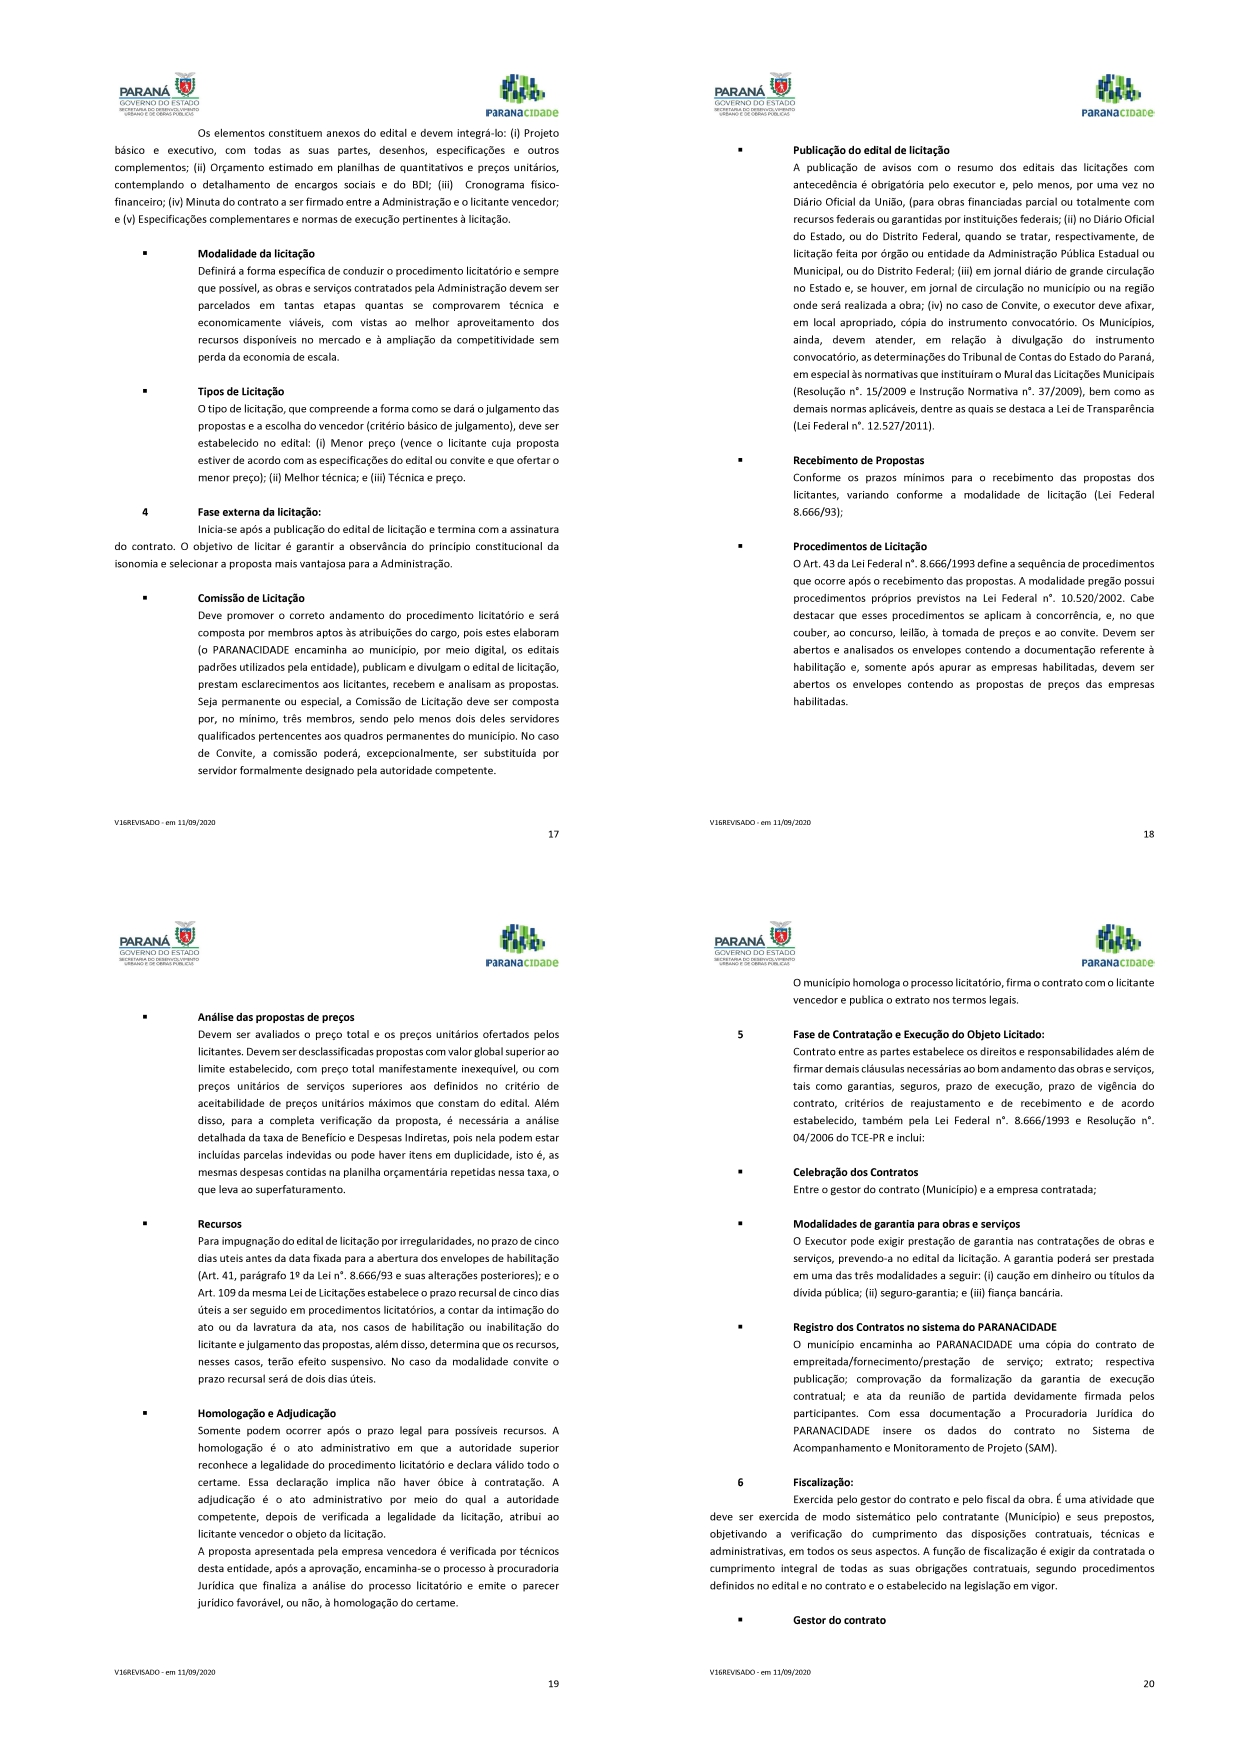 PARANÁ
GOVERNO DO ESTADO
SECRETARIA DO DESENVOLVIMENTO
URBANO E DE OBRAS PÚBLICAS
PARANACIDADE
Os elementos constituem anexos do edital e devem integrá-lo: (i) Projeto
básico e executivo, com todas as suas partes, desenhos, especificações e outros
complementos; (ii) Orçamento estimado em planilhas de quantitativos e preços unitários,
contemplando o detalhamento de encargos sociais e do BDI; (iii) Cronograma físico-
financeiro; (iv) Minuta do contrato a ser firmado entre a Administração e o licitante vencedor;
e (v) Especificações complementares e normas de execução pertinentes à licitação.
▪ Modalidade da licitação
Definirá a forma específica de conduzir o procedimento licitatório e sempre
que possível, as obras e serviços contratados pela Administração devem ser
parcelados em tantas etapas quantas se comprovarem técnica e
economicamente viáveis, com vistas ao melhor aproveitamento dos
recursos disponíveis no mercado e à ampliação da competitividade sem
perda da economia de escala.
▪ Tipos de Licitação
O tipo de licitação, que compreende a forma como se dará o julgamento das
propostas e a escolha do vencedor (critério básico de julgamento), deve ser
estabelecido no edital: (i) Menor preço (vence o licitante cuja proposta
estiver de acordo com as especificações do edital ou convite e que ofertar o
menor preço); (ii) Melhor técnica; e (iii) Técnica e preço.
4 Fase externa da licitação:
Inicia-se após a publicação do edital de licitação e termina com a assinatura
do contrato. O objetivo de licitar é garantir a observância do princípio constitucional da
isonomia e selecionar a proposta mais vantajosa para a Administração.
▪ Comissão de Licitação
Deve promover o correto andamento do procedimento licitatório e será
composta por membros aptos às atribuições do cargo, pois estes elaboram
(o PARANACIDADE encaminha ao município, por meio digital, os editais
padrões utilizados pela entidade), publicam e divulgam o edital de licitação,
prestam esclarecimentos aos licitantes, recebem e analisam as propostas.
Seja permanente ou especial, a Comissão de Licitação deve ser composta
por, no mínimo, três membros, sendo pelo menos dois deles servidores
qualificados pertencentes aos quadros permanentes do município. No caso
de Convite, a comissão poderá, excepcionalmente, ser substituída por
servidor formalmente designado pela autoridade competente.
V16REVISADO - em 11/09/2020
17
PARANÁ
GOVERNO DO ESTADO
SECRETARIA DO DESENVOLVIMENTO
URBANO E DE OBRAS PÚBLICAS
PARANACIDADE
▪ Publicação do edital de licitação
A publicação de avisos com o resumo dos editais das licitações com
antecedência é obrigatória pelo executor e, pelo menos, por uma vez no
Diário Oficial da União, (para obras financiadas parcial ou totalmente com
recursos federais ou garantidas por instituições federais; (ii) no Diário Oficial
do Estado, ou do Distrito Federal, quando se tratar, respectivamente, de
licitação feita por órgão ou entidade da Administração Pública Estadual ou
Municipal, ou do Distrito Federal; (iii) em jornal diário de grande circulação
no Estado e, se houver, em jornal de circulação no município ou na região
onde será realizada a obra; (iv) no caso de Convite, o executor deve afixar,
em local apropriado, cópia do instrumento convocatório. Os Municípios,
ainda, devem atender, em relação à divulgação do instrumento
convocatório, as determinações do Tribunal de Contas do Estado do Paraná,
em especial às normativas que instituíram o Mural das Licitações Municipais
(Resolução n°. 15/2009 e Instrução Normativa n°. 37/2009), bem como as
demais normas aplicáveis, dentre as quais se destaca a Lei de Transparência
(Lei Federal n°. 12.527/2011).
▪ Recebimento de Propostas
Conforme os prazos mínimos para o recebimento das propostas dos
licitantes, variando conforme a modalidade de licitação (Lei Federal
8.666/93);
▪ Procedimentos de Licitação
O Art. 43 da Lei Federal n°. 8.666/1993 define a sequência de procedimentos
que ocorre após o recebimento das propostas. A modalidade pregão possui
procedimentos próprios previstos na Lei Federal n°. 10.520/2002. Cabe
destacar que esses procedimentos se aplicam à concorrência, e, no que
couber, ao concurso, leilão, à tomada de preços e ao convite. Devem ser
abertos e analisados os envelopes contendo a documentação referente à
habilitação e, somente após apurar as empresas habilitadas, devem ser
abertos os envelopes contendo as propostas de preços das empresas
habilitadas.
V16REVISADO - em 11/09/2020
18
PARANÁ
GOVERNO DO ESTADO
SECRETARIA DO DESENVOLVIMENTO
URBANO E DE OBRAS PÚBLICAS
PARANACIDADE
▪ Análise das propostas de preços
Devem ser avaliados o preço total e os preços unitários ofertados pelos
licitantes. Devem ser desclassificadas propostas com valor global superior ao
limite estabelecido, com preço total manifestamente inexequível, ou com
preços unitários de serviços superiores aos definidos no critério de
aceitabilidade de preços unitários máximos que constam do edital. Além
disso, para a completa verificação da proposta, é necessária a análise
detalhada da taxa de Benefício e Despesas Indiretas, pois nela podem estar
incluídas parcelas indevidas ou pode haver itens em duplicidade, isto é, as
mesmas despesas contidas na planilha orçamentária repetidas nessa taxa, o
que leva ao superfaturamento.
▪ Recursos
Para impugnação do edital de licitação por irregularidades, no prazo de cinco
dias uteis antes da data fixada para a abertura dos envelopes de habilitação
(Art. 41, parágrafo 1º da Lei n°. 8.666/93 e suas alterações posteriores); e o
Art. 109 da mesma Lei de Licitações estabelece o prazo recursal de cinco dias
úteis a ser seguido em procedimentos licitatórios, a contar da intimação do
ato ou da lavratura da ata, nos casos de habilitação ou inabilitação do
licitante e julgamento das propostas, além disso, determina que os recursos,
nesses casos, terão efeito suspensivo. No caso da modalidade convite o
prazo recursal será de dois dias úteis.
▪ Homologação e Adjudicação
Somente podem ocorrer após o prazo legal para possíveis recursos. A
homologação é o ato administrativo em que a autoridade superior
reconhece a legalidade do procedimento licitatório e declara válido todo o
certame. Essa declaração implica não haver óbice à contratação. A
adjudicação é o ato administrativo por meio do qual a autoridade
competente, depois de verificada a legalidade da licitação, atribui ao
licitante vencedor o objeto da licitação.
A proposta apresentada pela empresa vencedora é verificada por técnicos
desta entidade, após a aprovação, encaminha-se o processo à procuradoria
Jurídica que finaliza a análise do processo licitatório e emite o parecer
jurídico favorável, ou não, à homologação do certame.
V16REVISADO - em 11/09/2020
19
PARANÁ
GOVERNO DO ESTADO
SECRETARIA DO DESENVOLVIMENTO
URBANO E DE OBRAS PÚBLICAS
PARANACIDADE
O município homologa o processo licitatório, firma o contrato com o licitante
vencedor e publica o extrato nos termos legais.
5 Fase de Contratação e Execução do Objeto Licitado:
Contrato entre as partes estabelece os direitos e responsabilidades além de
firmar demais cláusulas necessárias ao bom andamento das obras e serviços,
tais como garantias, seguros, prazo de execução, prazo de vigência do
contrato, critérios de reajustamento e de recebimento e de acordo
estabelecido, também pela Lei Federal n°. 8.666/1993 e Resolução n°.
04/2006 do TCE-PR e inclui:
▪ Celebração dos Contratos
Entre o gestor do contrato (Município) e a empresa contratada;
▪ Modalidades de garantia para obras e serviços
O Executor pode exigir prestação de garantia nas contratações de obras e
serviços, prevendo-a no edital da licitação. A garantia poderá ser prestada
em uma das três modalidades a seguir: (i) caução em dinheiro ou títulos da
dívida pública; (ii) seguro-garantia; e (iii) fiança bancária.
▪ Registro dos Contratos no sistema do PARANACIDADE
O município encaminha ao PARANACIDADE uma cópia do contrato de
empreitada/fornecimento/prestação de serviço; extrato; respectiva
publicação; comprovação da formalização da garantia de execução
contratual; e ata da reunião de partida devidamente firmada pelos
participantes. Com essa documentação a Procuradoria Jurídica do
PARANACIDADE insere os dados do contrato no Sistema de
Acompanhamento e Monitoramento de Projeto (SAM).
6 Fiscalização:
Exercida pelo gestor do contrato e pelo fiscal da obra. É uma atividade que
deve ser exercida de modo sistemático pelo contratante (Município) e seus prepostos,
objetivando a verificação do cumprimento das disposições contratuais, técnicas e
administrativas, em todos os seus aspectos. A função de fiscalização é exigir da contratada o
cumprimento integral de todas as suas obrigações contratuais, segundo procedimentos
definidos no edital e no contrato e o estabelecido na legislação em vigor.
▪ Gestor do contrato
V16REVISADO - em 11/09/2020
20